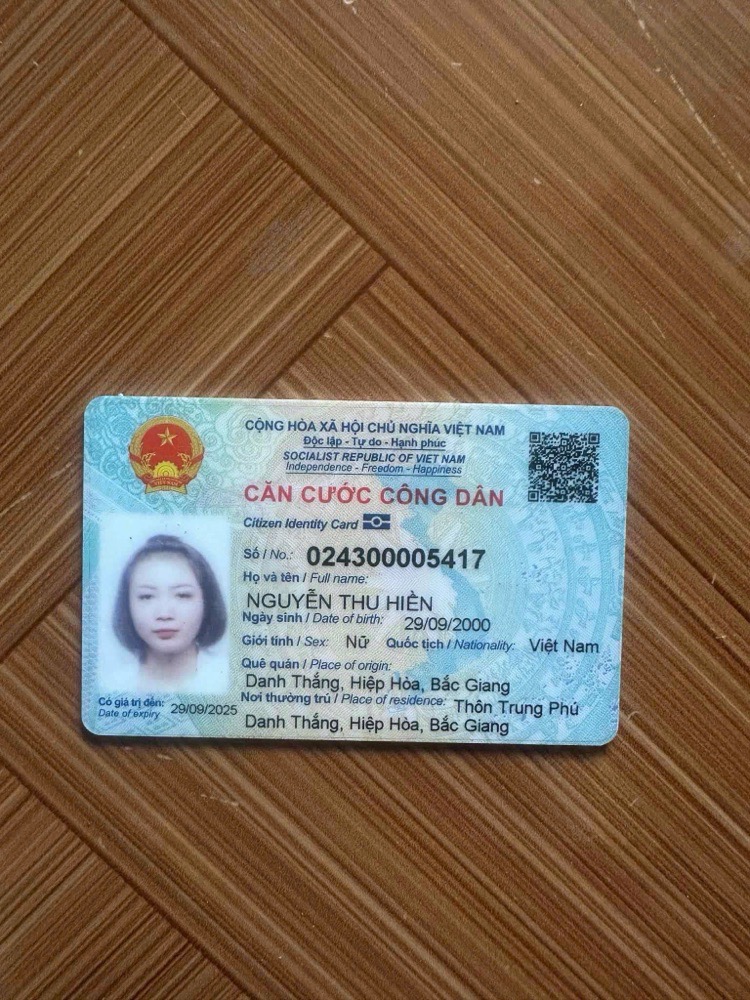 CỘNG HÒA XÃ HỘI CHỦ NGHĨA VIỆT NAM
Độc lập - Tự do - Hạnh phúc
SOCIALIST REPUBLIC OF VIET NAM
Independence - Freedom - Happiness
CĂN CƯỚC CÔNG DÂN
Citizen Identity Card
Số / No.: 024300005417
Họ và tên / Full name:
NGUYỄN THU HIỀN
Ngày sinh / Date of birth: 29/09/2000
Giới tính / Sex: Nữ Quốc tịch / Nationality: Việt Nam
Quê quán / Place of origin:
Danh Thắng, Hiệp Hòa, Bắc Giang
Nơi thường trú / Place of residence: Thôn Trung Phú
Danh Thắng, Hiệp Hòa, Bắc Giang
Có giá trị đến: 29/09/2025
Date of expiry